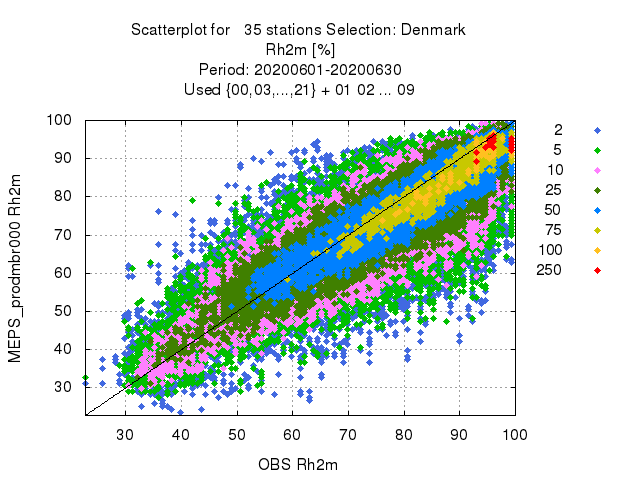 Scatterplot for   35 stations Selection: Denmark
Rh2m [%]
Period: 20200601-20200630
Used {00,03,...,21} + 01 02 ... 09
MEPS_prodmbr000 Rh2m
100
90
80
70
60
50
40
30
30 40 50 60 70 80 90 100
OBS Rh2m
2
5
10
25
50
75
100
250